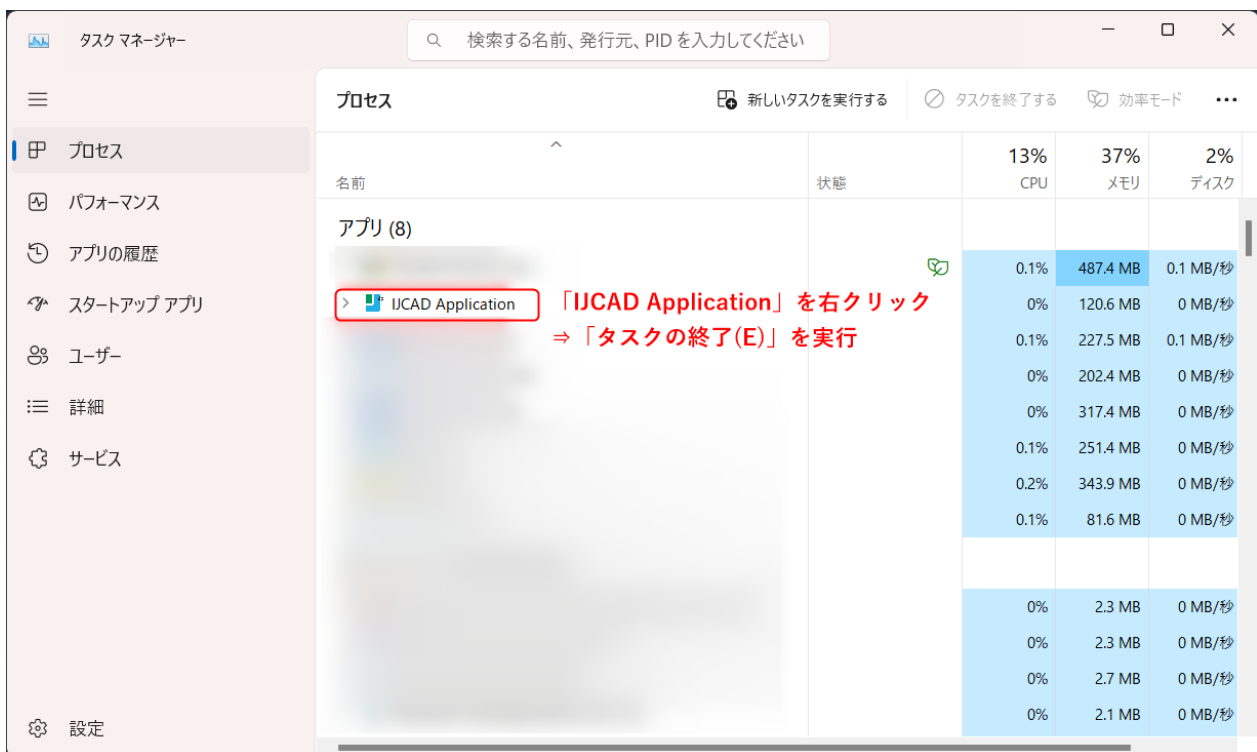 タスク マネージャー
検索する名前、発行元、PID を入力してください
プロセス
新しいタスクを実行する
タスクを終了する
効率モード
プロセス
パフォーマンス
アプリの履歴
スタートアップ アプリ
ユーザー
詳細
サービス
設定
名前
状態
13%
CPU
37%
メモリ
2%
ディスク
アプリ (8)
0.1% 487.4 MB 0.1 MB/秒
IJCAD Application
「IJCAD Application」を右クリック
⇒「タスクの終了(E)」を実行
0% 120.6 MB 0 MB/秒
0.1% 227.5 MB 0.1 MB/秒
0% 202.4 MB 0 MB/秒
0% 317.4 MB 0 MB/秒
0.1% 251.4 MB 0 MB/秒
0.2% 343.9 MB 0 MB/秒
0.1% 81.6 MB 0 MB/秒
0% 2.3 MB 0 MB/秒
0% 2.3 MB 0 MB/秒
0% 2.7 MB 0 MB/秒
0% 2.1 MB 0 MB/秒